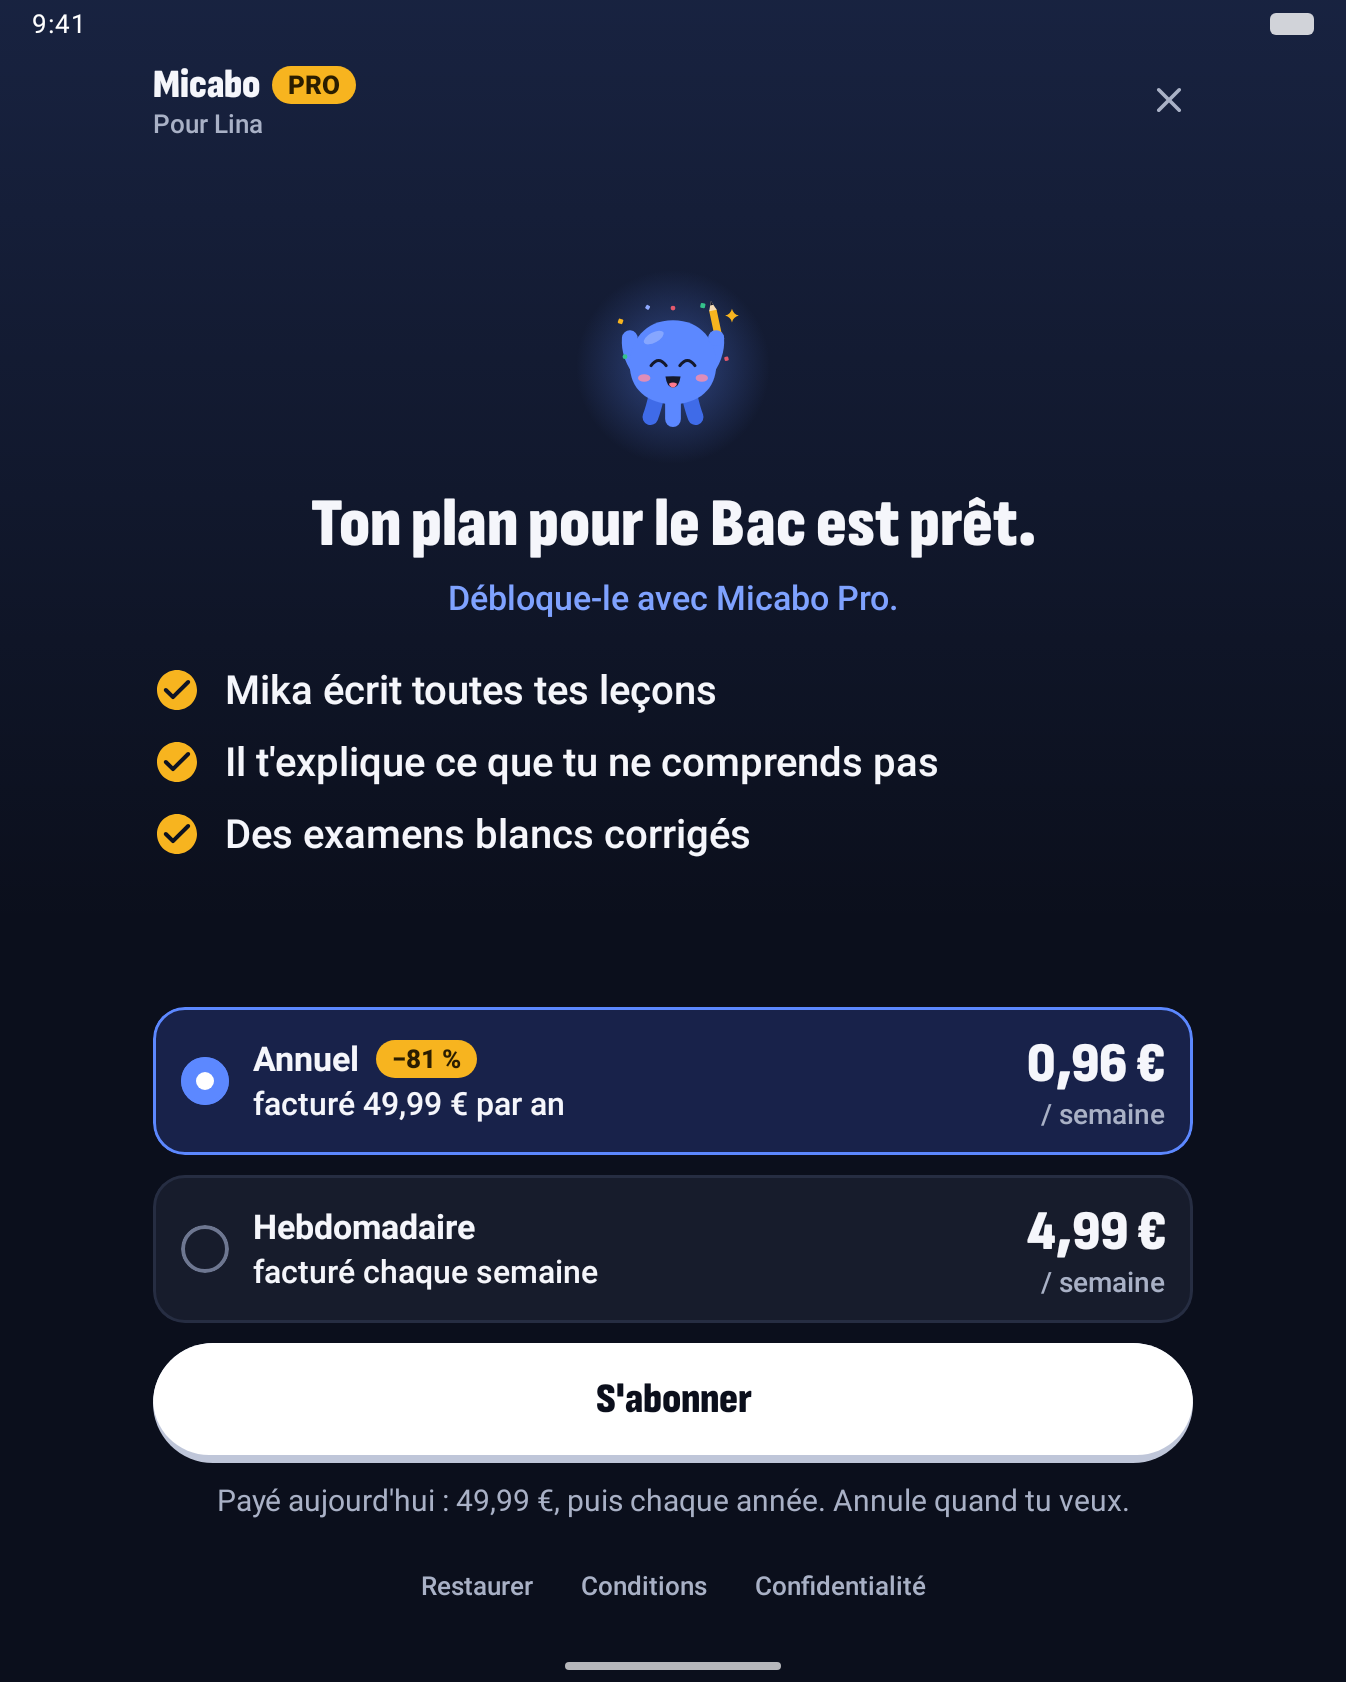 9:41
Micabo PRO
Pour Lina
Ton plan pour le Bac est prêt.
Débloque-le avec Micabo Pro.
Mika écrit toutes tes leçons
Il t'explique ce que tu ne comprends pas
Des examens blancs corrigés
Annuel −81 %
facturé 49,99 € par an
0,96 €
/ semaine
Hebdomadaire
facturé chaque semaine
4,99 €
/ semaine
S'abonner
Payé aujourd'hui : 49,99 €, puis chaque année. Annule quand tu veux.
Restaurer Conditions Confidentialité